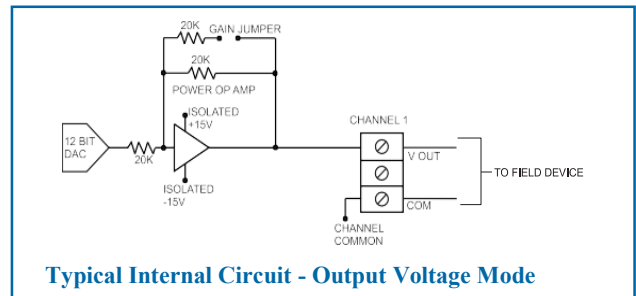 20K GAIN JUMPER
20K
POWER OP AMP
ISOLATED
+15V
CHANNEL 1
12 BIT
DAC
20K
V OUT
TO FIELD DEVICE
ISOLATED
-15V
COM
CHANNEL
COMMON
Typical Internal Circuit - Output Voltage Mode